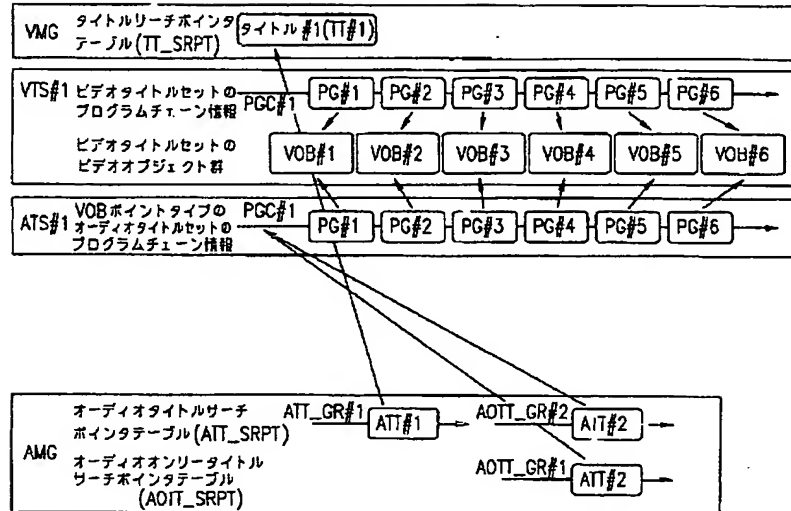 VMG
タイトルリーチポインタ
テーブル(TT_SRPT)
タイトル #1(TT#1)
VTS#1
ビデオタイトルセットの
プログラムチェーン情報
PGC#1
PG#1 PG#2 PG#3 PG#4 PG#5 PG#6
ビデオタイトルセットの
ビデオオブジェクト群
VOB#1 VOB#2 VOB#3 VOB#4 VOB#5 VOB#6
ATS#1
VOBポイントタイプの
オーディオタイトルセットの
プログラムチェーン情報
PGC#1
PG#1 PG#2 PG#3 PG#4 PG#5 PG#6
AMG
オーディオタイトルサーチ
ポインタテーブル(ATT_SRPT)
ATT_GR#1 ATT#1 AOTT_GR#2 ATT#2
オーディオオンリータイトル
サーチポインタテーブル
(AOTT_SRPT)
AOTT_GR#1 ATT#2